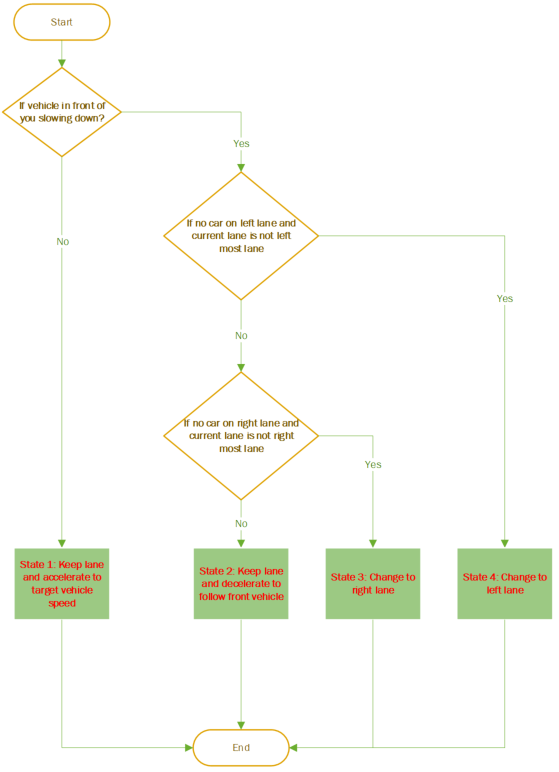 Start
If vehicle in front of
you slowing down?
Yes
If no car on left lane and
current lane is not left
most lane
No
Yes
No
If no car on right lane and
current lane is not right
most lane
Yes
No
State 1: Keep lane
and accelerate to
target vehicle
speed
State 2: Keep lane
and decelerate to
follow front vehicle
State 3: Change to
right lane
State 4: Change to
left lane
End